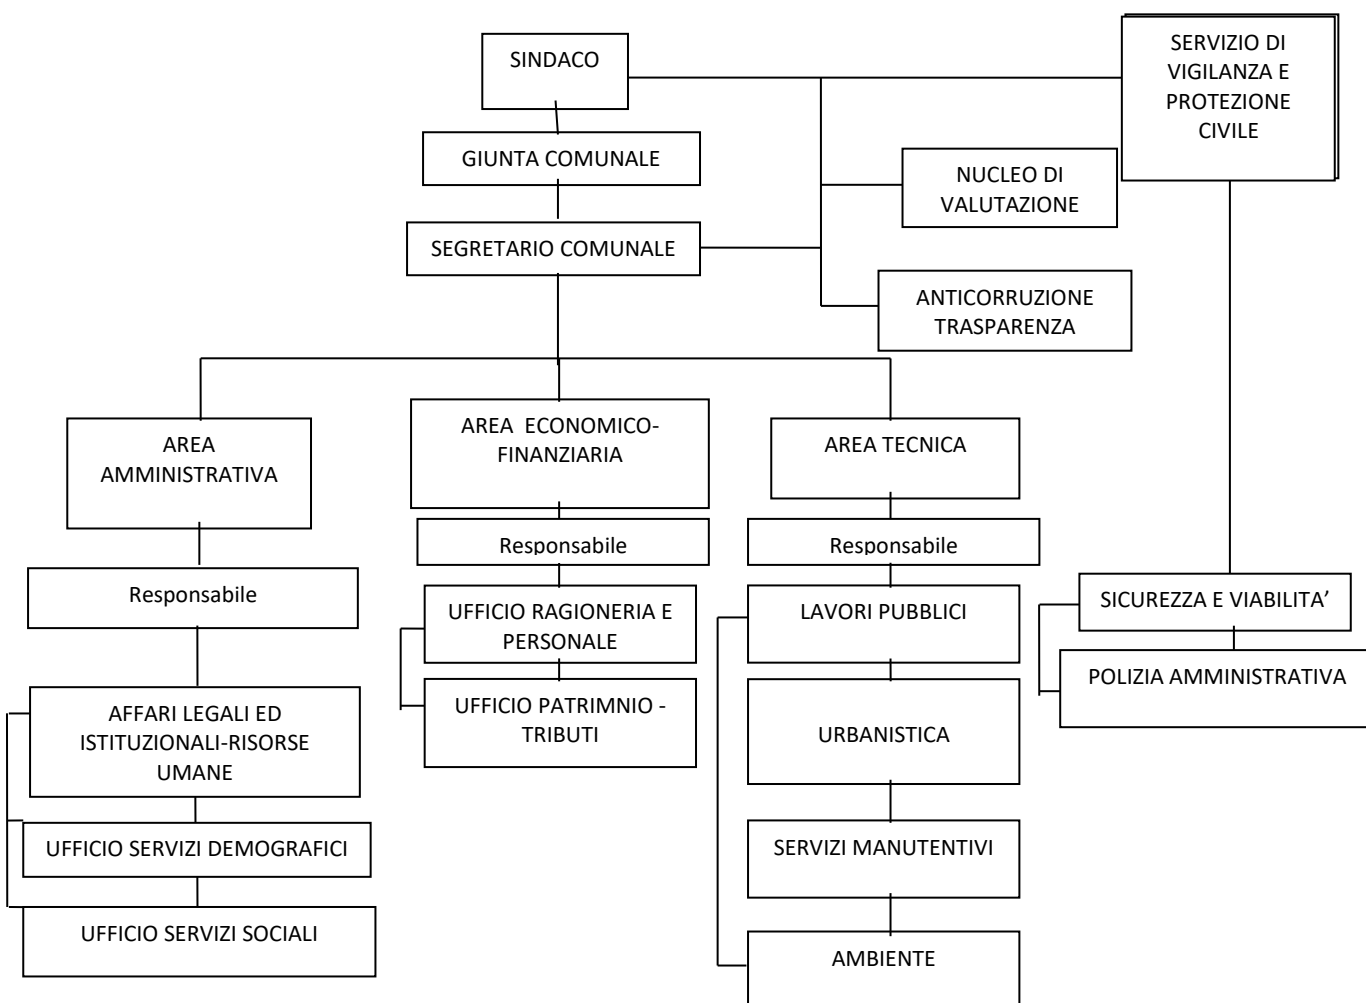 SINDACO
SERVIZIO DI
VIGILANZA E
PROTEZIONE
CIVILE
GIUNTA COMUNALE
NUCLEO DI
VALUTAZIONE
SEGRETARIO COMUNALE
ANTICORRUZIONE
TRASPARENZA
AREA
AMMINISTRATIVA
AREA ECONOMICO-
FINANZIARIA
AREA TECNICA
Responsabile
Responsabile
Responsabile
AFFARI LEGALI ED
ISTITUZIONALI-RISORSE
UMANE
UFFICIO SERVIZI DEMOGRAFICI
UFFICIO SERVIZI SOCIALI
UFFICIO RAGIONERIA E
PERSONALE
UFFICIO PATRIMNIO -
TRIBUTI
LAVORI PUBBLICI
URBANISTICA
SERVIZI MANUTENTIVI
AMBIENTE
SICUREZZA E VIABILITA’
POLIZIA AMMINISTRATIVA